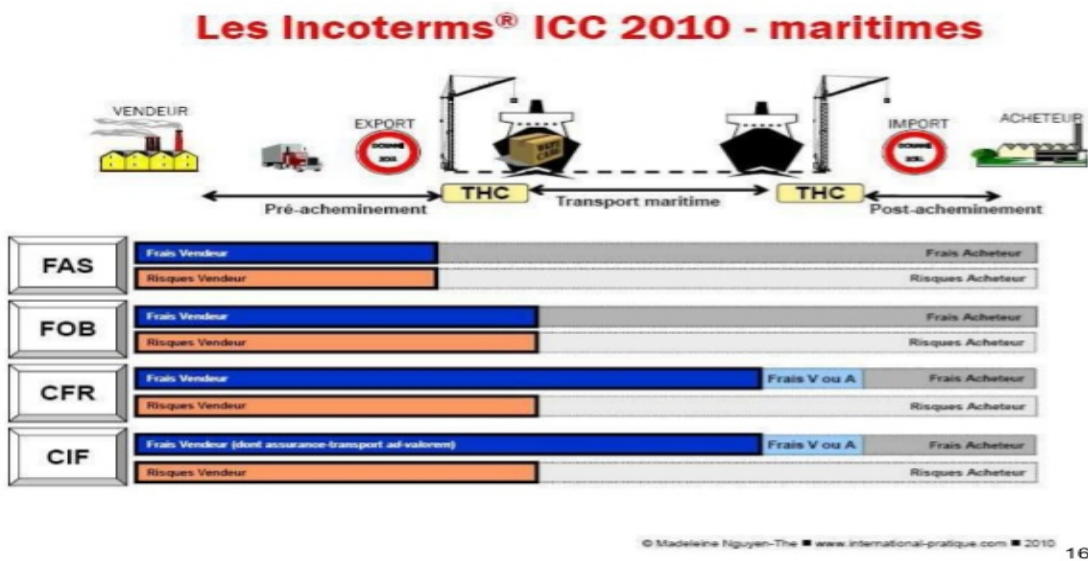 Les Incoterms® ICC 2010 - maritimes
VENDEUR
EXPORT
IMPORT
ACHETEUR
THC
THC
Pré-acheminement
Transport maritime
Post-acheminement
FAS
Frais Vendeur
Frais Acheteur
Risques Vendeur
Risques Acheteur
FOB
Frais Vendeur
Frais Acheteur
Risques Vendeur
Risques Acheteur
CFR
Frais Vendeur
Frais V ou A
Frais Acheteur
Risques Vendeur
Risques Acheteur
CIF
Frais Vendeur (dont assurance-transport ad-valorem)
Frais V ou A
Frais Acheteur
Risques Vendeur
Risques Acheteur
© Madeleine Nguyen-The ■ www.international-pratique.com ■ 2010
16